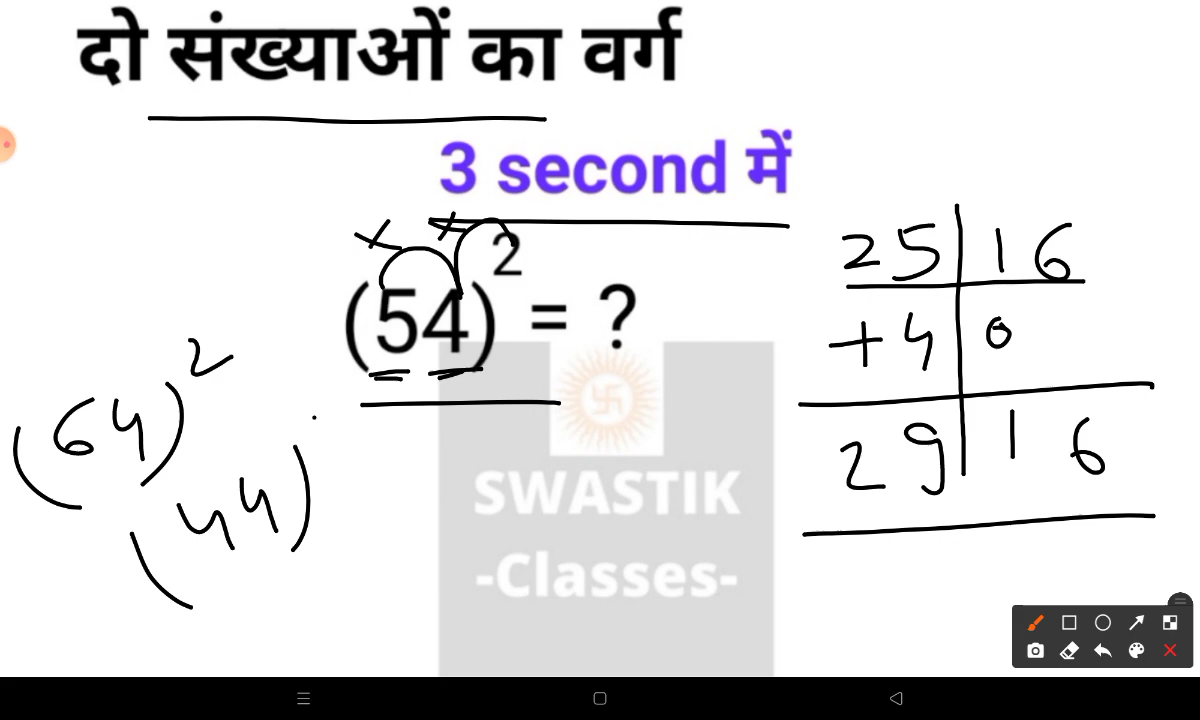 दो संख्याओं का वर्ग
3 second में
(54)² = ?
25 | 16
+ 4 | 0
29 | 16
(64)²
(44)
SWASTIK
-Classes-